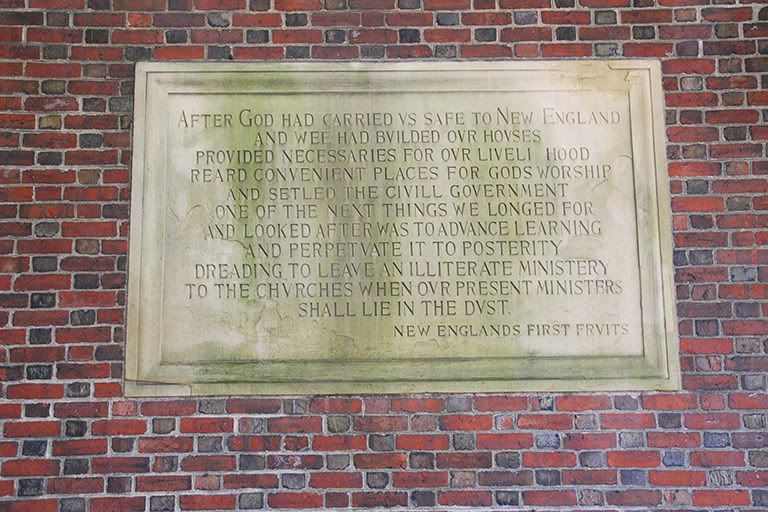 AFTER GOD HAD CARRIED VS SAFE TO NEW ENGLAND
AND WEE HAD BVILDED OVR HOVSES
PROVIDED NECESSARIES FOR OVR LIVELI HOOD
REARD CONVENIENT PLACES FOR GODS WORSHIP
AND SETLED THE CIVILL GOVERNMENT
ONE OF THE NEXT THINGS WE LONGED FOR
AND LOOKED AFTER WAS TO ADVANCE LEARNING
AND PERPETVATE IT TO POSTERITY
DREADING TO LEAVE AN ILLITERATE MINISTERY
TO THE CHVRCHES WHEN OVR PRESENT MINISTERS
SHALL LIE IN THE DVST.
NEW ENGLANDS FIRST FRVITS